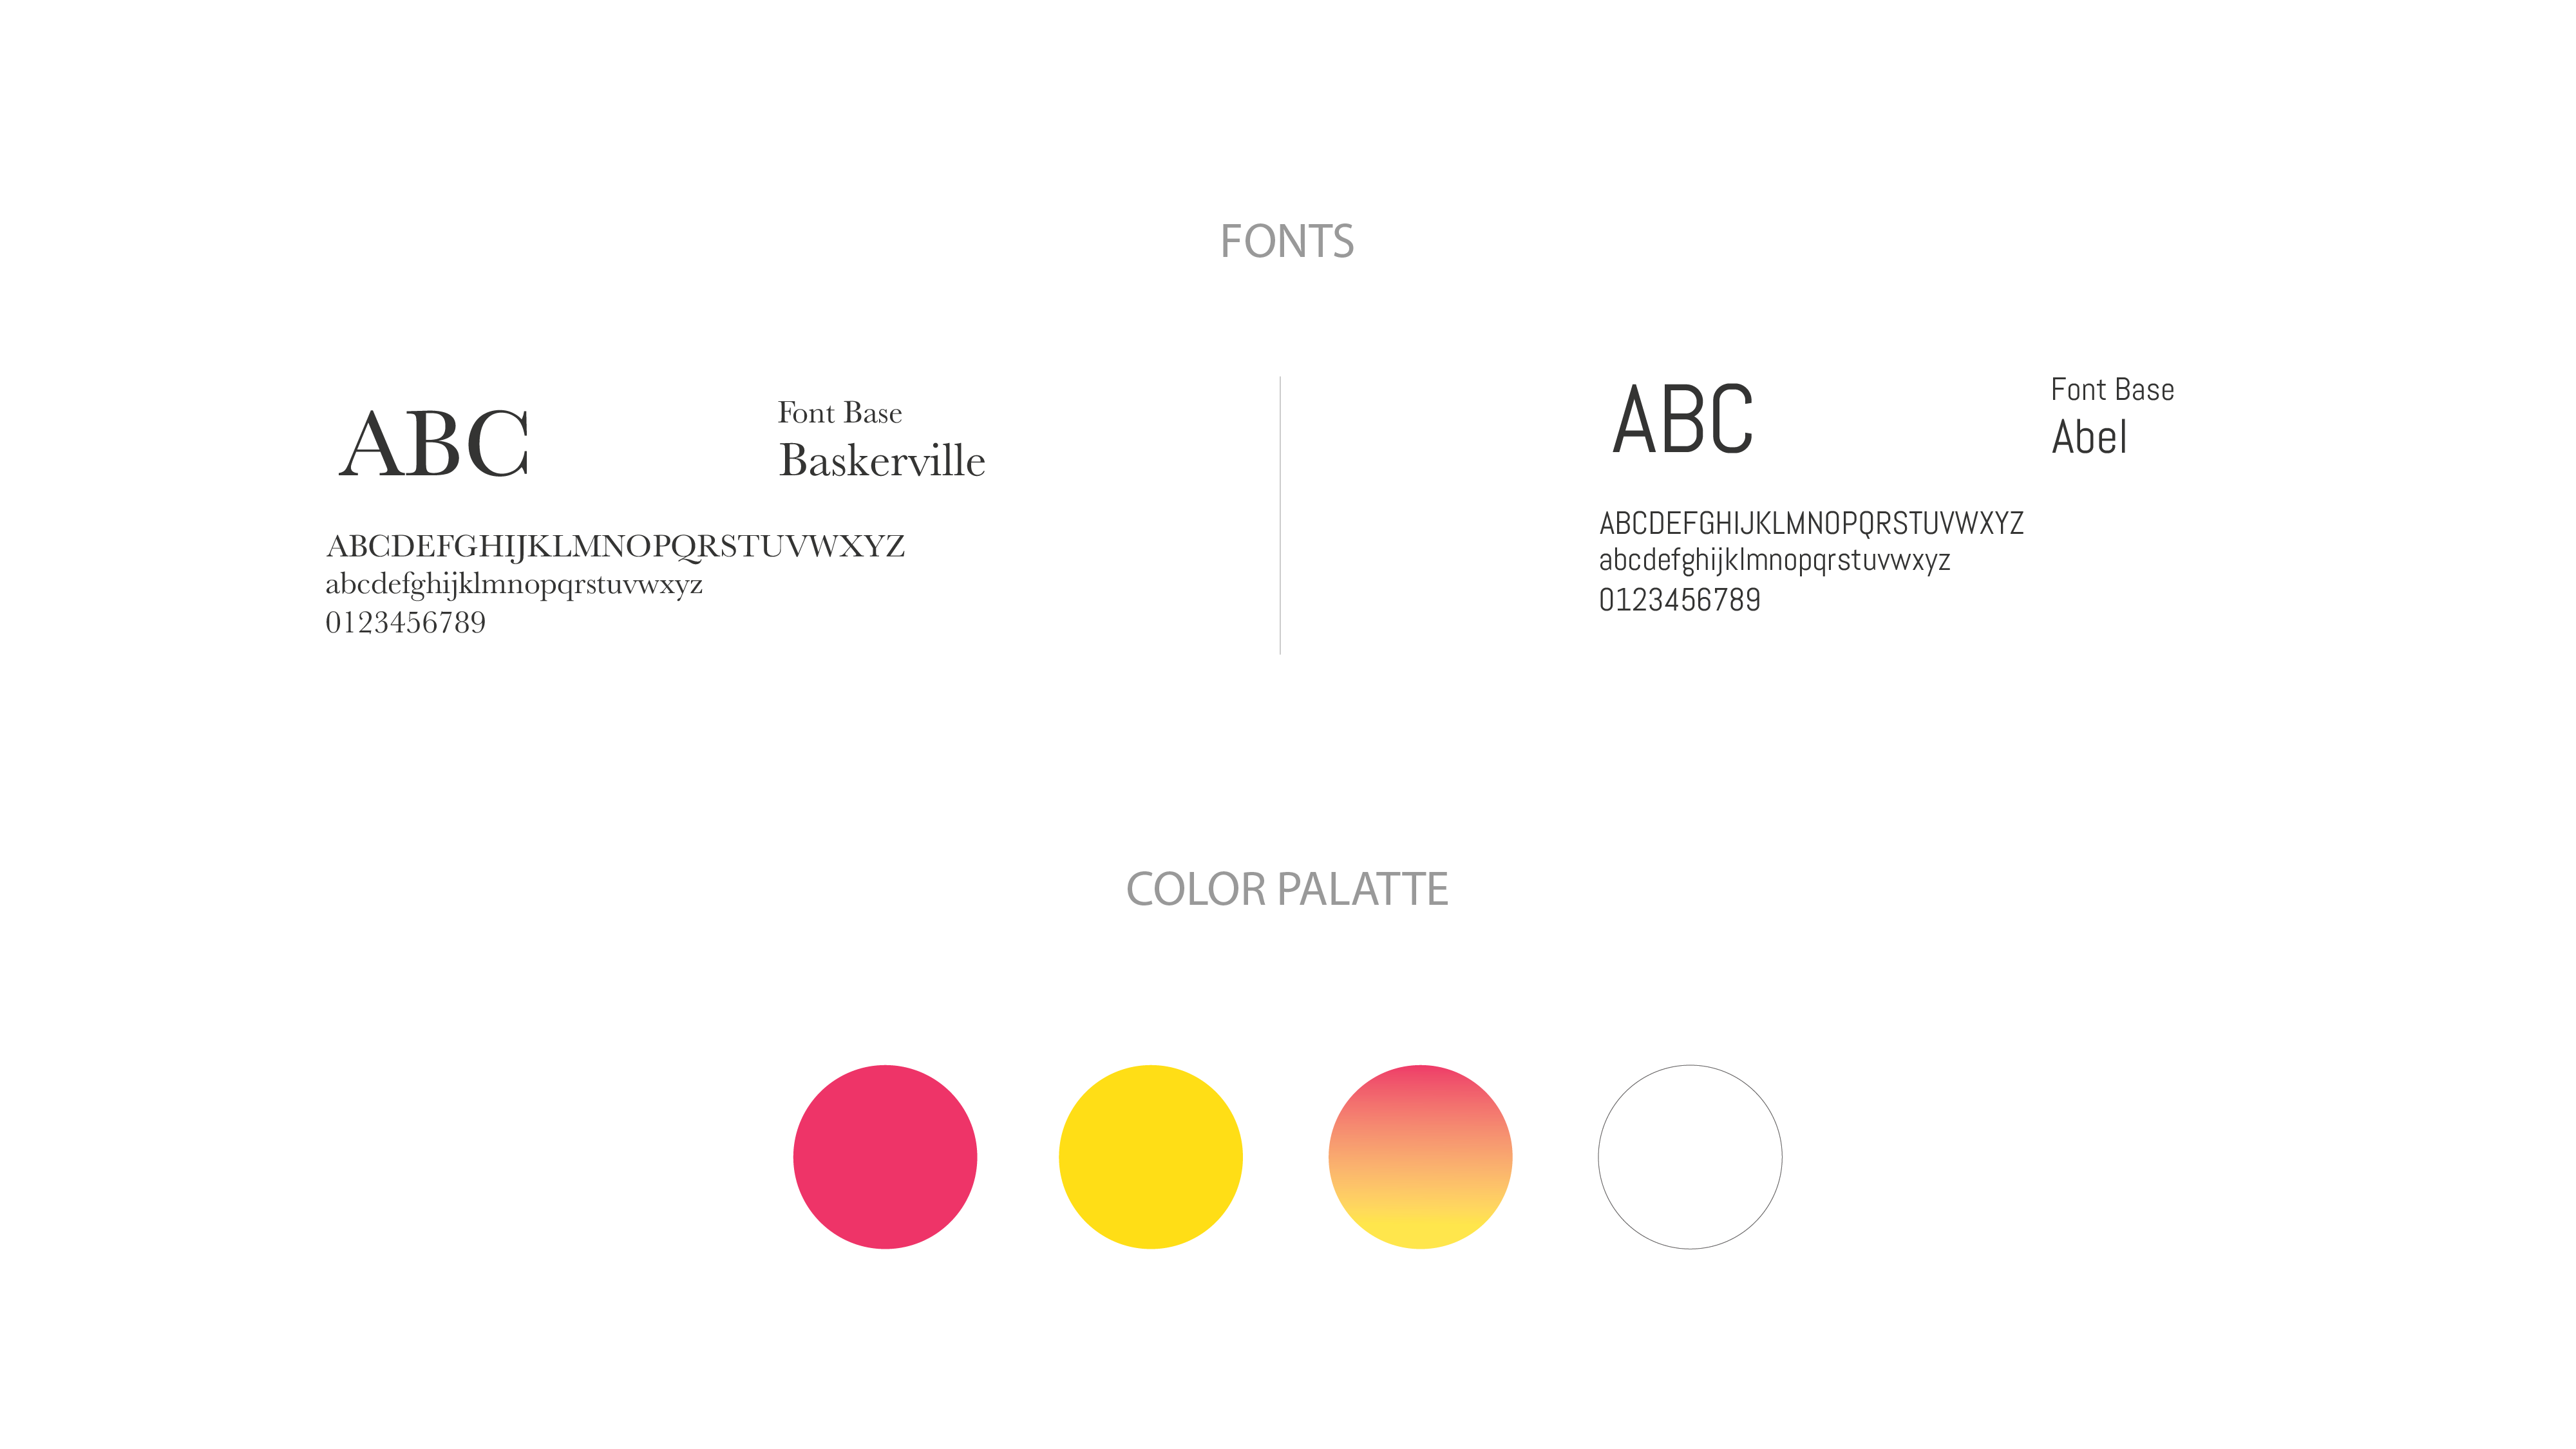 FONTS
ABC
Font Base
Baskerville
ABCDEFGHIJKLMNOPQRSTUVWXYZ
abcdefghijklmnopqrstuvwxyz
0123456789
ABC
Font Base
Abel
ABCDEFGHIJKLMNOPQRSTUVWXYZ
abcdefghijklmnopqrstuvwxyz
0123456789
COLOR PALATTE